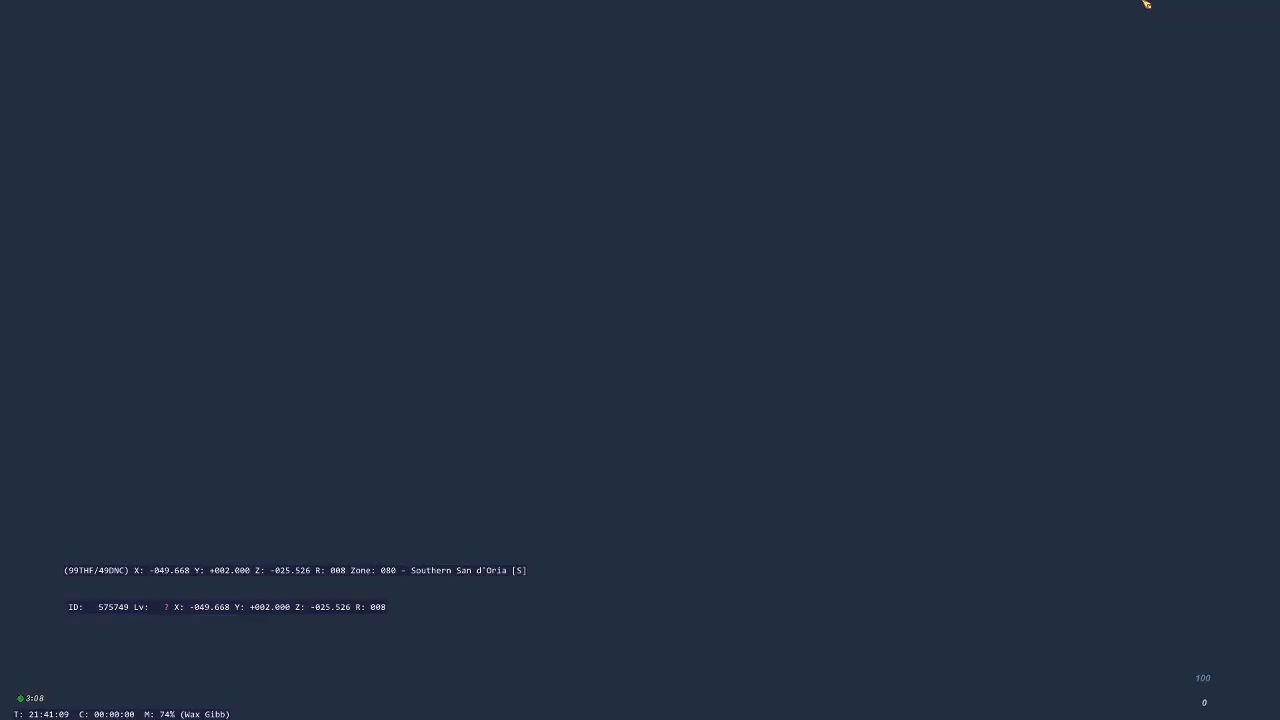 (99THF/49DNC) X: -049.668 Y: +002.000 Z: -025.526 R: 008 Zone: 080 - Southern San d'Oria [S]
ID: 575749 Lv: ? X: -049.668 Y: +002.000 Z: -025.526 R: 008
100
3:08
0
T: 21:41:09 C: 00:00:00 M: 74% (Wax Gibb)